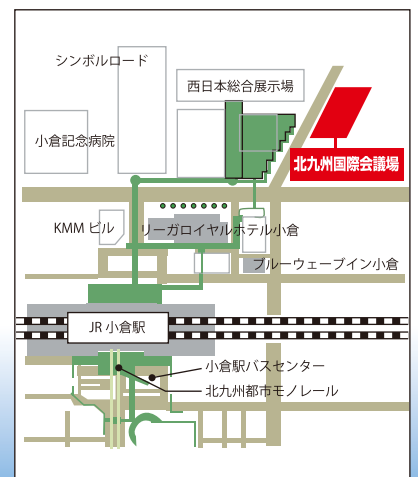 シンボルロード
西日本総合展示場
小倉記念病院
北九州国際会議場
KMM ビル
リーガロイヤルホテル小倉
ブルーウェーブイン小倉
JR 小倉駅
小倉駅バスセンター
北九州都市モノレール